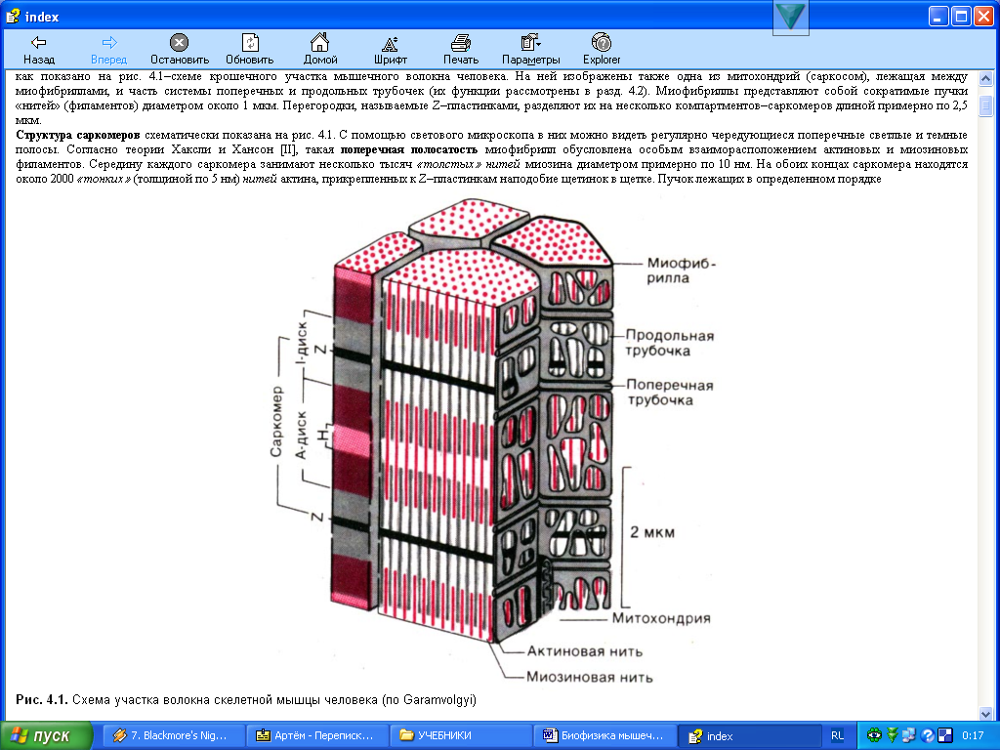 index
Назад
Вперед
Остановить
Обновить
Домой
Шрифт
Печать
Параметры
Explorer
как показано на рис. 4.1–схеме крошечного участка мышечного волокна человека. На ней изображены также одна из митохондрий (саркосом), лежащая между
миофибриллами, и часть системы поперечных и продольных трубочек (их функции рассмотрены в разд. 4.2). Миофибриллы представляют собой сократимые пучки
«нитей» (филаментов) диаметром около 1 мкм. Перегородки, называемые Z–пластинками, разделяют их на несколько компартментов–саркомеров длиной примерно по 2,5
мкм.
Структура саркомеров схематически показана на рис. 4.1. С помощью светового микроскопа в них можно видеть регулярно чередующиеся поперечные светлые и темные
полосы. Согласно теории Хаксли и Хансон [II], такая поперечная полосатость миофибрилл обусловлена особым взаиморасположением актиновых и миозиновых
филаментов. Середину каждого саркомера занимают несколько тысяч «толстых» нитей миозина диаметром примерно по 10 нм. На обоих концах саркомера находятся
около 2000 «тонких» (толщиной по 5 нм) нитей актина, прикрепленных к Z–пластинкам наподобие щетинок в щетке. Пучок лежащих в определенном порядке
Миофиб-
рилла
Продольная
трубочка
Поперечная
трубочка
I-диск
Z
Саркомер
А-диск
H
Z
2 мкм
Митохондрия
Актиновая нить
Миозиновая нить
Рис. 4.1. Схема участка волокна скелетной мышцы человека (по Garamvolgyi)
пуск
7. Blackmore's Nig...
Артём - Переписк...
УЧЕБНИКИ
Биофизика мышеч...
index
RL
0:17